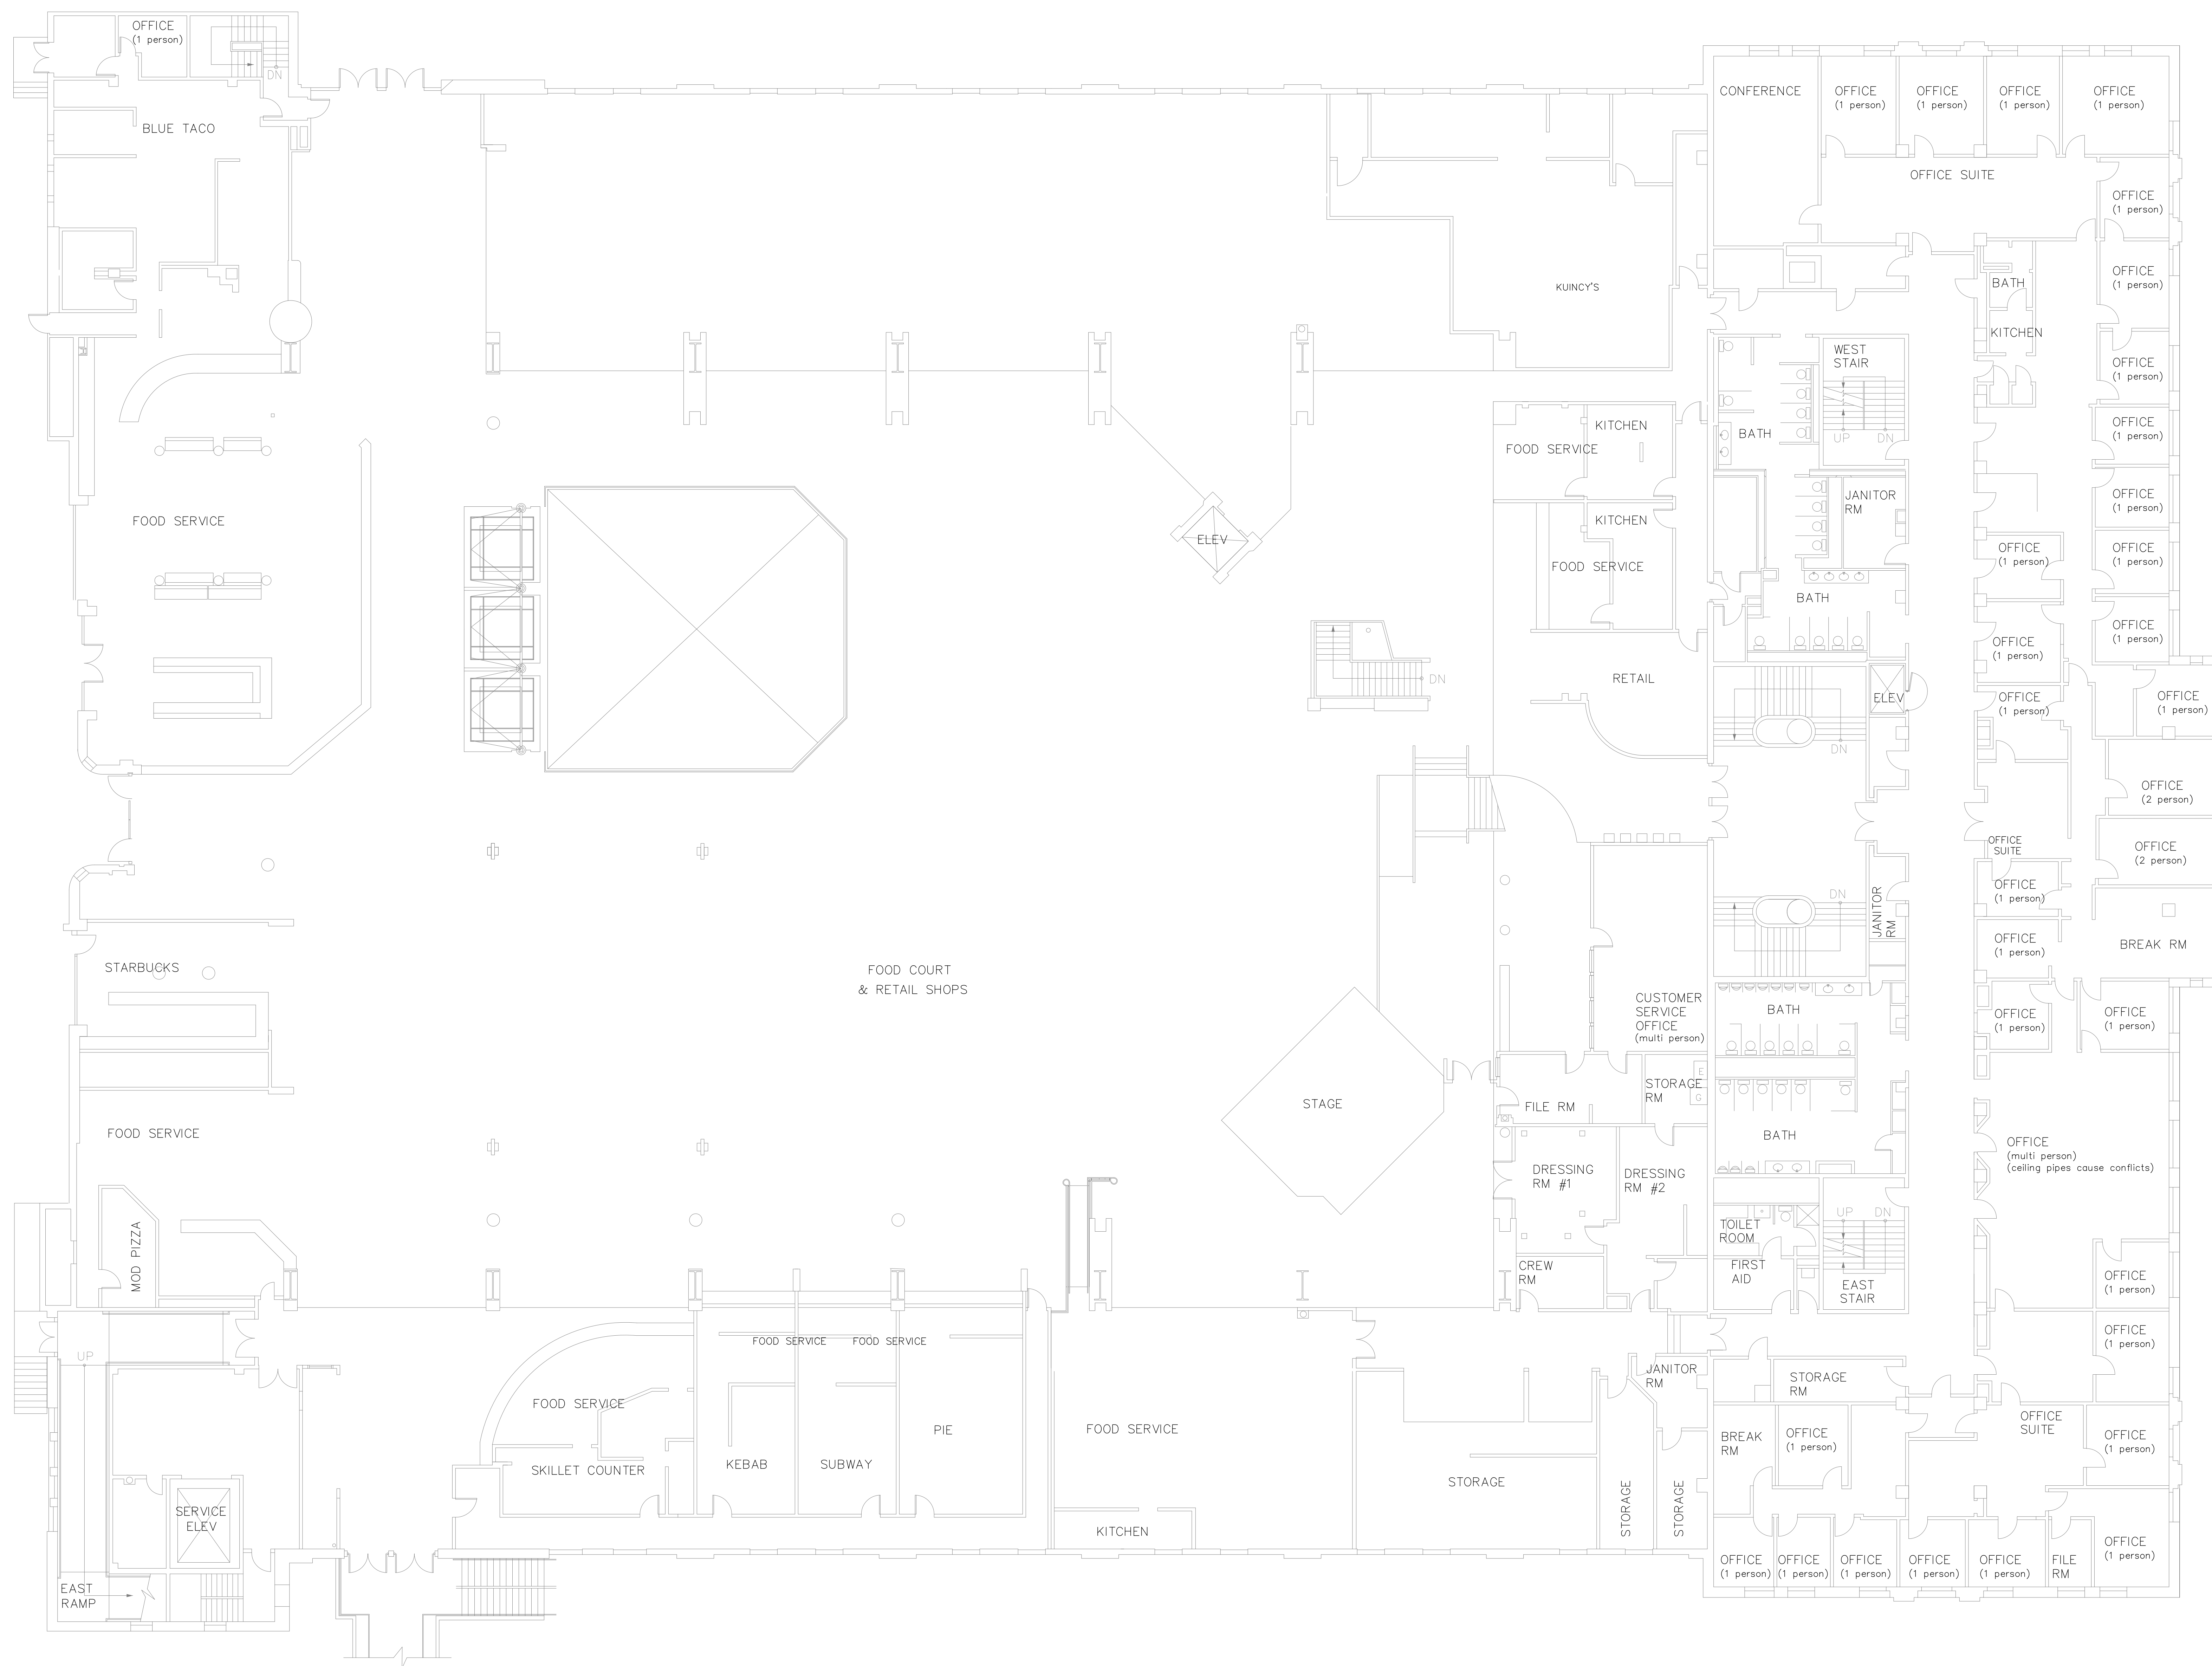 OFFICE
(1 person)
DN
BLUE TACO
CONFERENCE
OFFICE
(1 person)
OFFICE
(1 person)
OFFICE
(1 person)
OFFICE
(1 person)
OFFICE SUITE
OFFICE
(1 person)
KUINCY'S
BATH
OFFICE
(1 person)
KITCHEN
WEST
STAIR
UP
DN
OFFICE
(1 person)
KITCHEN
FOOD SERVICE
BATH
OFFICE
(1 person)
JANITOR
RM
OFFICE
(1 person)
FOOD SERVICE
ELEV
KITCHEN
FOOD SERVICE
OFFICE
(1 person)
OFFICE
(1 person)
BATH
OFFICE
(1 person)
OFFICE
(1 person)
DN
RETAIL
ELEV
DN
OFFICE
(1 person)
OFFICE
(1 person)
OFFICE
(2 person)
OFFICE
SUITE
OFFICE
(2 person)
OFFICE
(1 person)
DN
JANITOR
RM
OFFICE
(1 person)
BREAK RM
STARBUCKS
FOOD COURT
& RETAIL SHOPS
CUSTOMER
SERVICE
OFFICE
(multi person)
BATH
OFFICE
(1 person)
OFFICE
(1 person)
STORAGE
RM
E
G
FILE RM
STAGE
FOOD SERVICE
BATH
OFFICE
(multi person)
(ceiling pipes cause conflicts)
DRESSING
RM #1
DRESSING
RM #2
MOD PIZZA
TOILET
ROOM
UP
DN
CREW
RM
FIRST
AID
EAST
STAIR
OFFICE
(1 person)
UP
FOOD SERVICE
FOOD SERVICE
OFFICE
(1 person)
JANITOR
RM
STORAGE
RM
FOOD SERVICE
SKILLET COUNTER
KEBAB
SUBWAY
PIE
FOOD SERVICE
STORAGE
STORAGE
STORAGE
BREAK
RM
OFFICE
(1 person)
OFFICE
SUITE
OFFICE
(1 person)
SERVICE
ELEV
KITCHEN
OFFICE
(1 person)
EAST
RAMP
OFFICE
(1 person)
OFFICE
(1 person)
OFFICE
(1 person)
OFFICE
(1 person)
OFFICE
(1 person)
FILE
RM